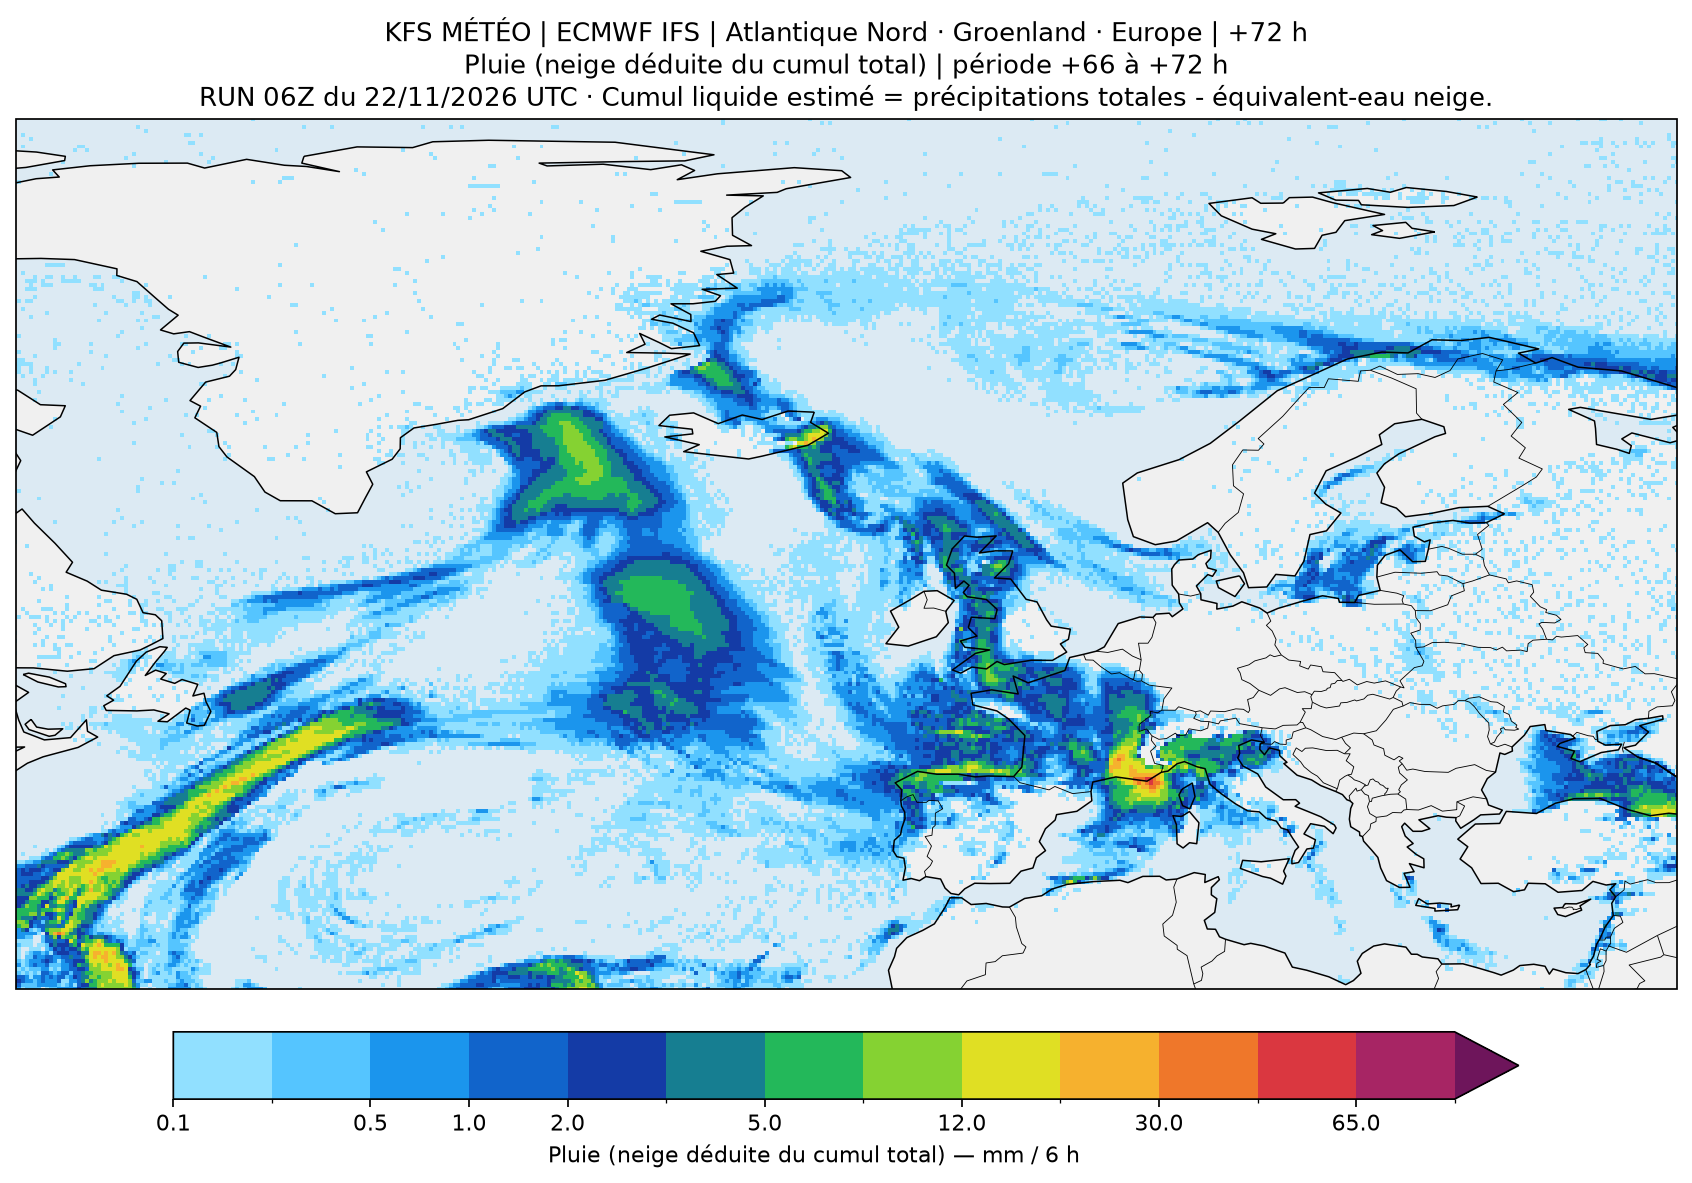 KFS MÉTÉO | ECMWF IFS | Atlantique Nord · Groenland · Europe | +72 h
Pluie (neige déduite du cumul total) | période +66 à +72 h
RUN 06Z du 22/11/2026 UTC · Cumul liquide estimé = précipitations totales - équivalent-eau neige.
0.1 0.5 1.0 2.0 5.0 12.0 30.0 65.0
Pluie (neige déduite du cumul total) — mm / 6 h